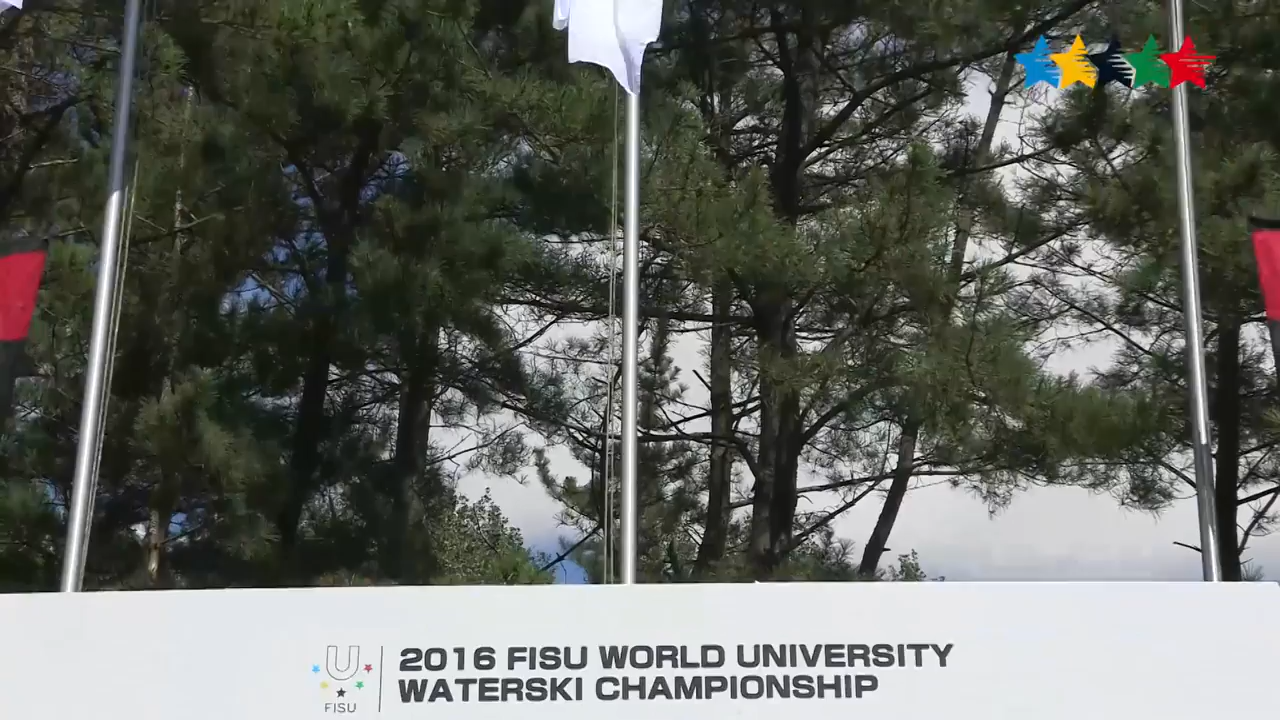 2016 FISU WORLD UNIVERSITY
WATERSKI CHAMPIONSHIP
U
FISU